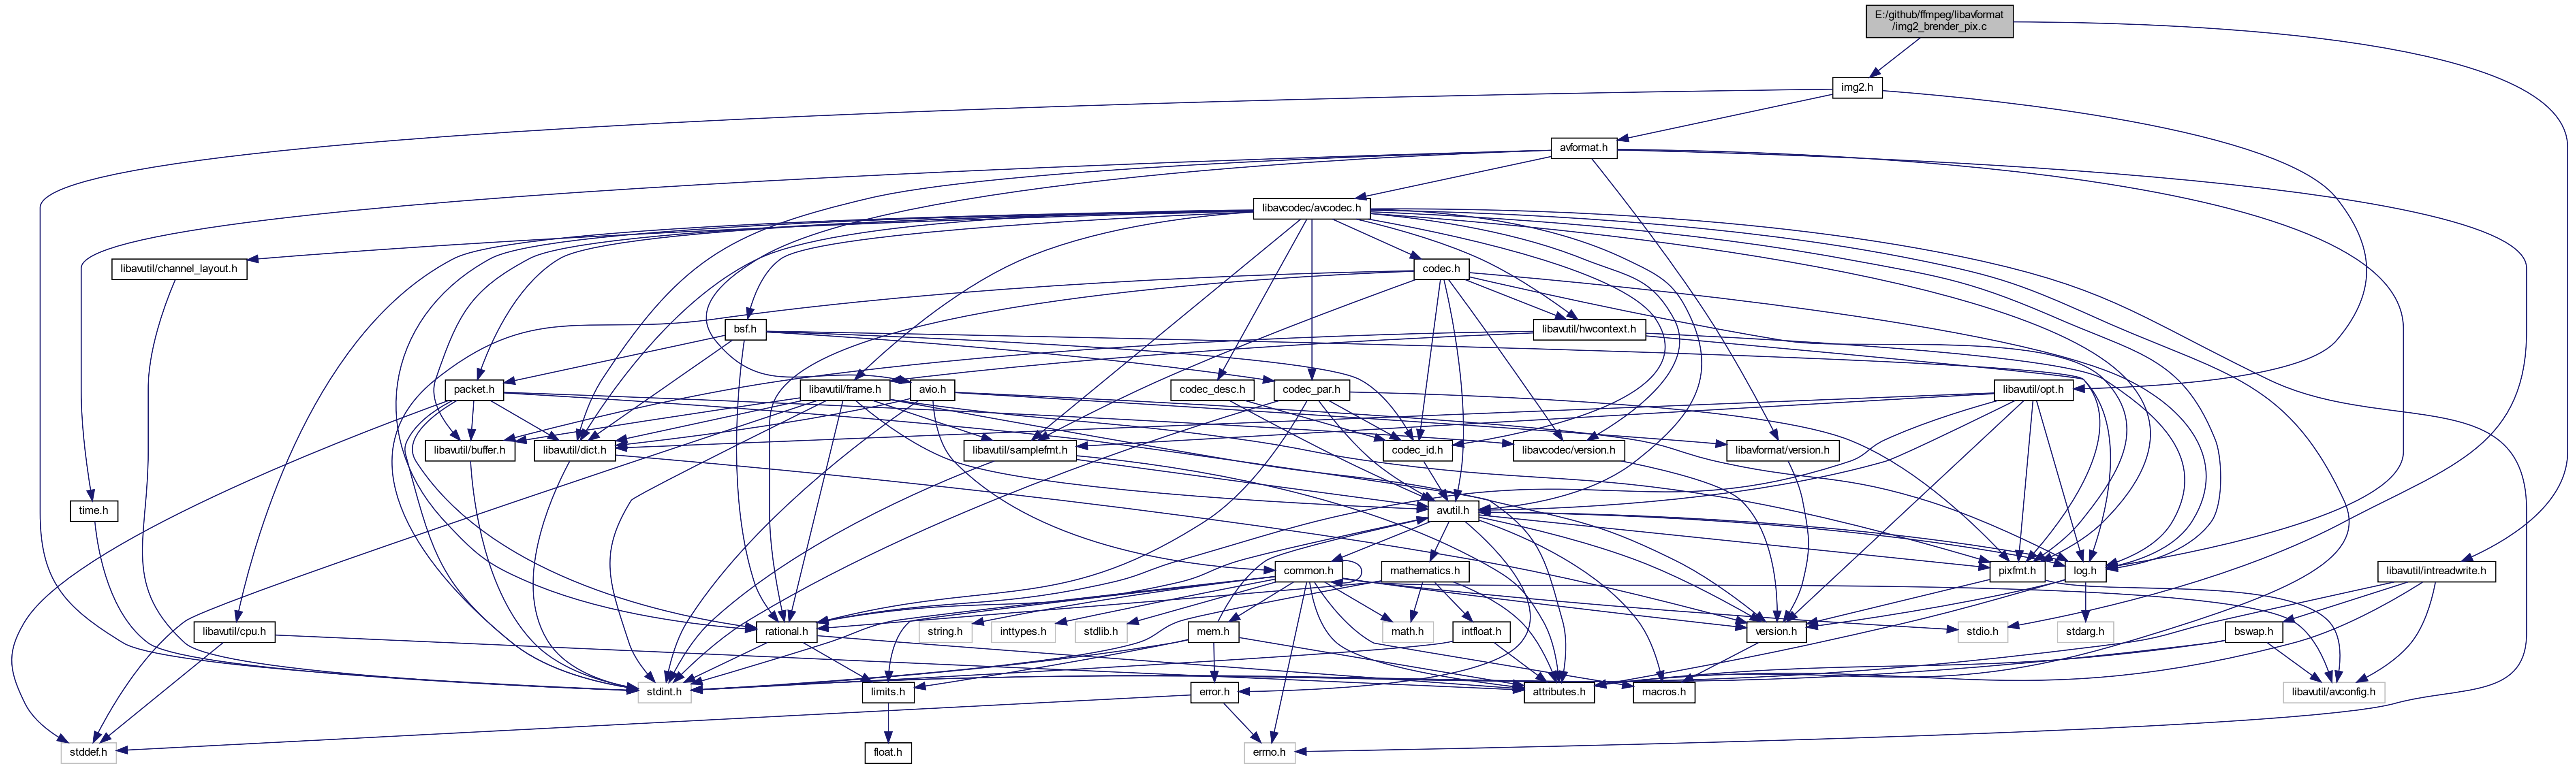 E:/github/ffmpeg/libavformat
/img2_brender_pix.c
img2.h
avformat.h
libavcodec/avcodec.h
libavutil/channel_layout.h
codec.h
bsf.h
libavutil/hwcontext.h
packet.h
libavutil/frame.h
avio.h
codec_desc.h
codec_par.h
libavutil/opt.h
libavutil/buffer.h
libavutil/dict.h
libavutil/samplefmt.h
codec_id.h
libavcodec/version.h
libavformat/version.h
time.h
avutil.h
common.h
mathematics.h
pixfmt.h
log.h
libavutil/intreadwrite.h
libavutil/cpu.h
rational.h
string.h
inttypes.h
stdlib.h
mem.h
math.h
intfloat.h
version.h
stdio.h
stdarg.h
bswap.h
stdint.h
limits.h
error.h
attributes.h
macros.h
libavutil/avconfig.h
stddef.h
float.h
errno.h